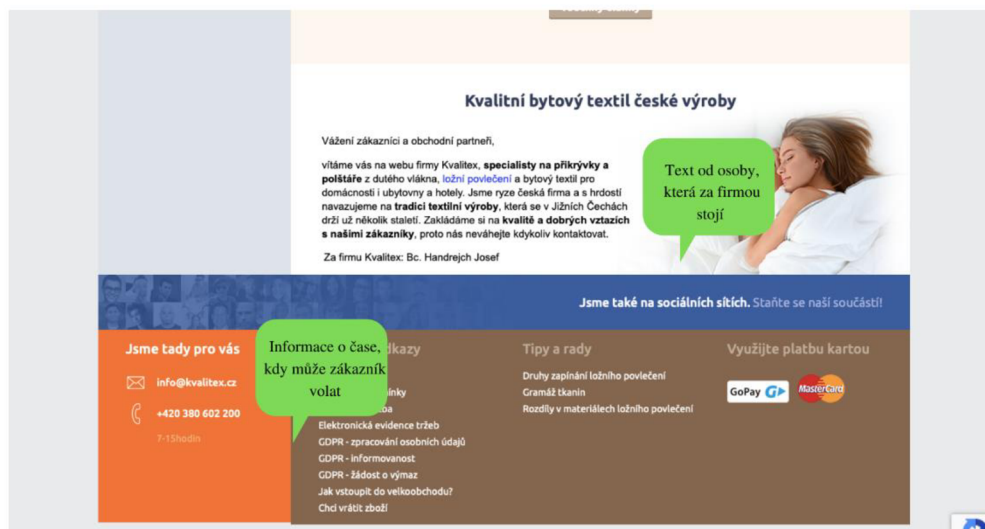 Kvalitní bytový textil české výroby
Vážení zákazníci a obchodní partneři,
vítáme vás na webu firmy Kvalitex, specialisty na přikrývky a
polštáře z dutého vlákna, ložní povlečení a bytový textil pro
domácnosti i ubytovny a hotely. Jsme ryze česká firma a s hrdostí
navazujeme na tradici textilní výroby, která se v Jižních Čechách
drží už několik staletí. Zakládáme si na kvalitě a dobrých vztazích
s našimi zákazníky, proto nás neváhejte kdykoliv kontaktovat.
Za firmu Kvalitex: Bc. Handrejch Josef
Text od osoby,
která za firmou
stojí
Jsme také na sociálních sítích. Staňte se naší součástí!
Jsme tady pro vás
info@kvalitex.cz
+420 380 602 200
7-15hodin
Informace o čase,
kdy může zákazník
volat
Elektronická evidence tržeb
GDPR - zpracování osobních údajů
GDPR - informovanost
GDPR - žádost o výmaz
Jak vstoupit do velkoobchodu?
Chci vrátit zboží
Tipy a rady
Druhy zapínání ložního povlečení
Gramáž tkanin
Rozdíly v materiálech ložního povlečení
Využijte platbu kartou
GoPay
MasterCard